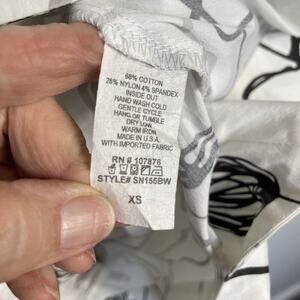 68% COTTON
28% NYLON 4% SPANDEX
INSIDE OUT
HAND WASH COLD
GENTLE CYCLE
HANG OR TUMBLE
DRY LOW
WARM IRON
MADE IN U.S.A.
WITH IMPORTED FABRIC
RN # 107876
STYLE# SN155BW
XS